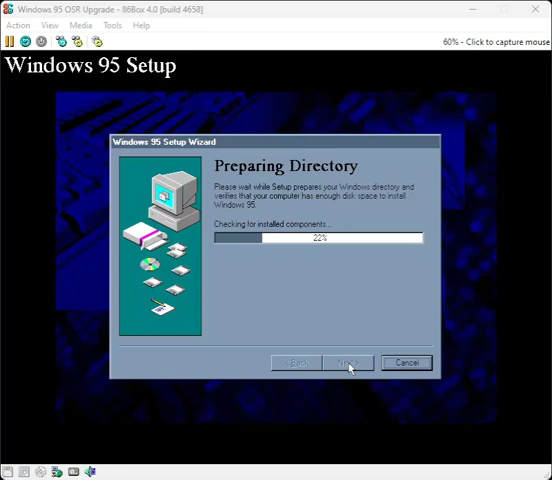 Windows 95 OSR Upgrade - 86Box 4.0 [build 4658]
Action View Media Tools Help
60% - Click to capture mouse
Windows 95 Setup
Windows 95 Setup Wizard
Preparing Directory
Please wait while Setup prepares your Windows directory and
verifies that your computer has enough disk space to install
Windows 95.
Checking for installed components...
22%
< Back Next > Cancel